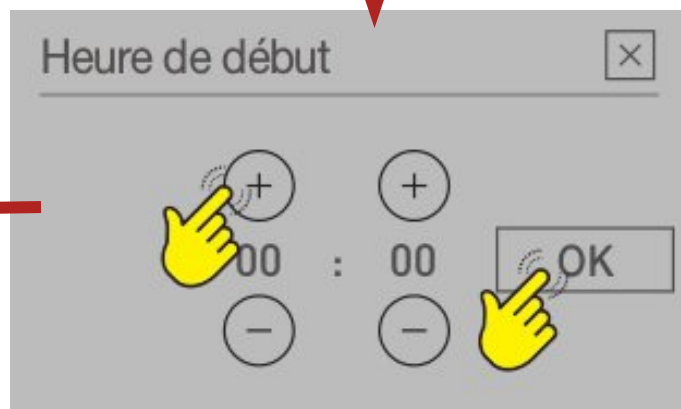 Heure de début
+ +
00 : 00
OK
− −